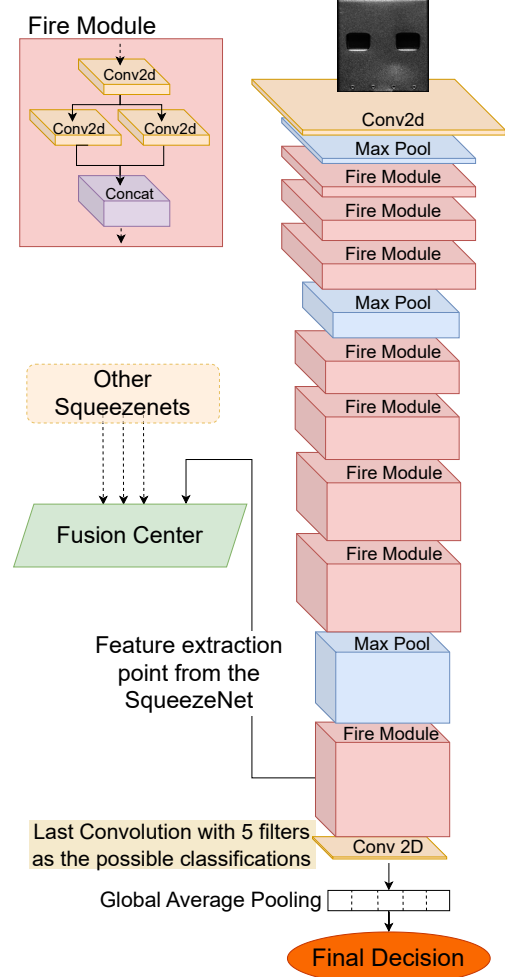 Fire Module
Conv2d
Conv2d
Conv2d
Concat
Conv2d
Max Pool
Fire Module
Fire Module
Fire Module
Max Pool
Fire Module
Fire Module
Fire Module
Fire Module
Max Pool
Fire Module
Other
Squeezenets
Fusion Center
Feature extraction
point from the
SqueezeNet
Last Convolution with 5 filters
as the possible classifications
Conv 2D
Global Average Pooling
Final Decision